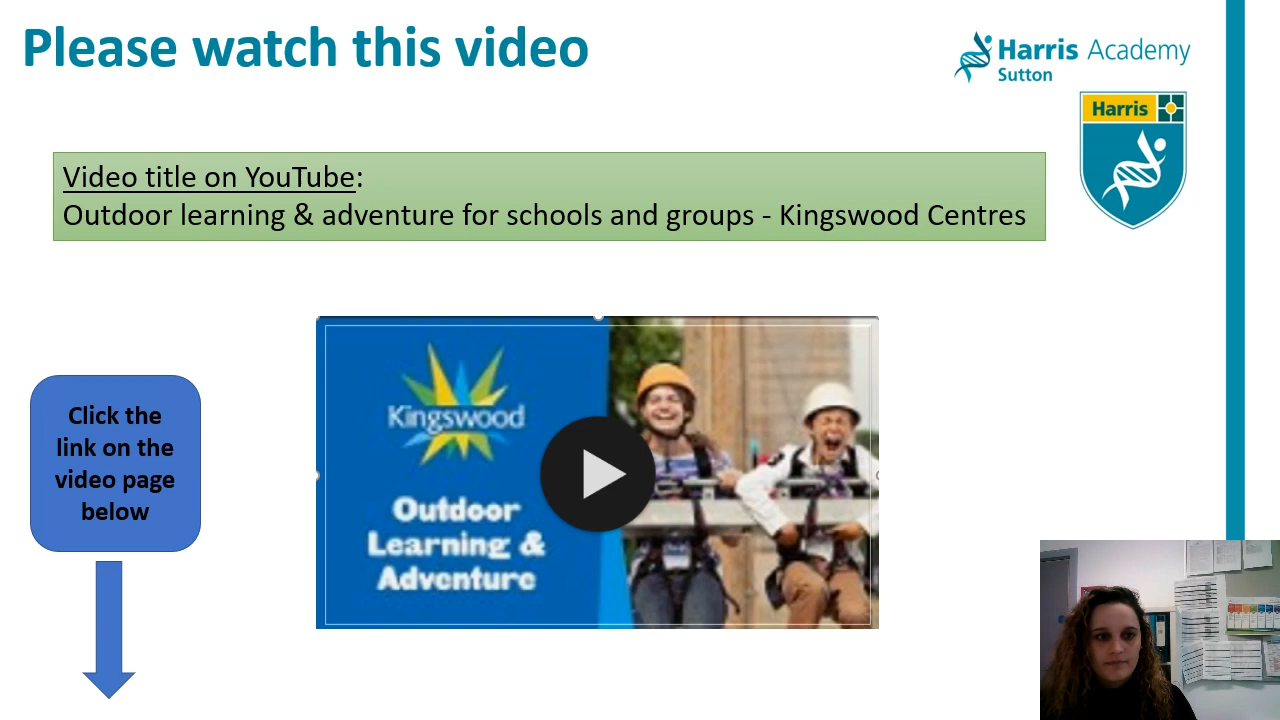 Please watch this video
Harris Academy
Sutton
Harris
Video title on YouTube:
Outdoor learning & adventure for schools and groups - Kingswood Centres
Kingswood
Outdoor
Learning &
Adventure
Click the
link on the
video page
below